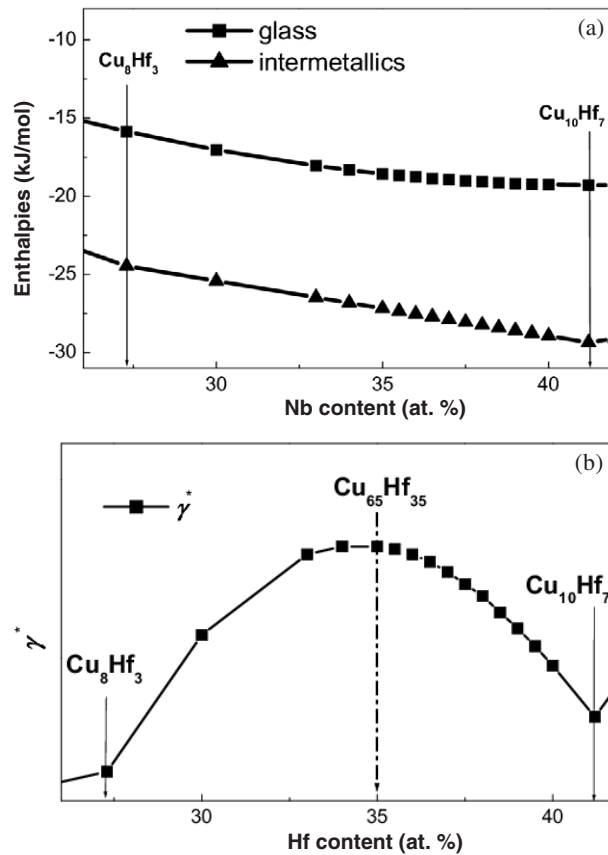 (a)
glass
intermetallics
Cu8Hf3
Cu10Hf7
-10
-15
-20
-25
-30
Enthalpies (kJ/mol)
30
35
40
Nb content (at. %)
(b)
γ*
Cu65Hf35
Cu10Hf7
Cu8Hf3
γ*
30
35
40
Hf content (at. %)